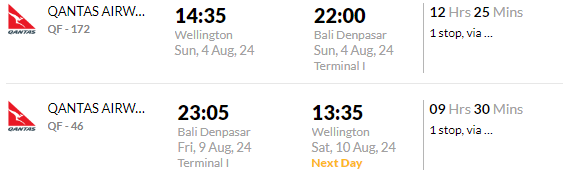 QANTAS AIRW...
QF - 172
14:35
Wellington
Sun, 4 Aug, 24
22:00
Bali Denpasar
Sun, 4 Aug, 24
Terminal I
12 Hrs 25 Mins
1 stop, via ...
QANTAS
QANTAS AIRW...
QF - 46
23:05
Bali Denpasar
Fri, 9 Aug, 24
Terminal I
13:35
Wellington
Sat, 10 Aug, 24
Next Day
09 Hrs 30 Mins
1 stop, via ...
QANTAS